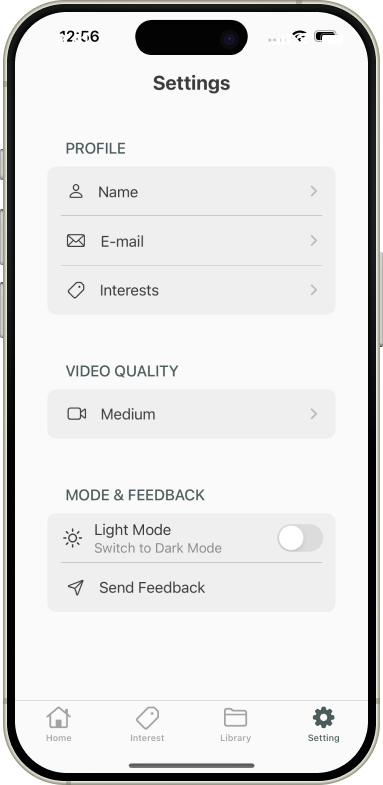 12:56
Settings
PROFILE
Name
E-mail
Interests
VIDEO QUALITY
Medium
MODE & FEEDBACK
Light Mode
Switch to Dark Mode
Send Feedback
Home Interest Library Setting